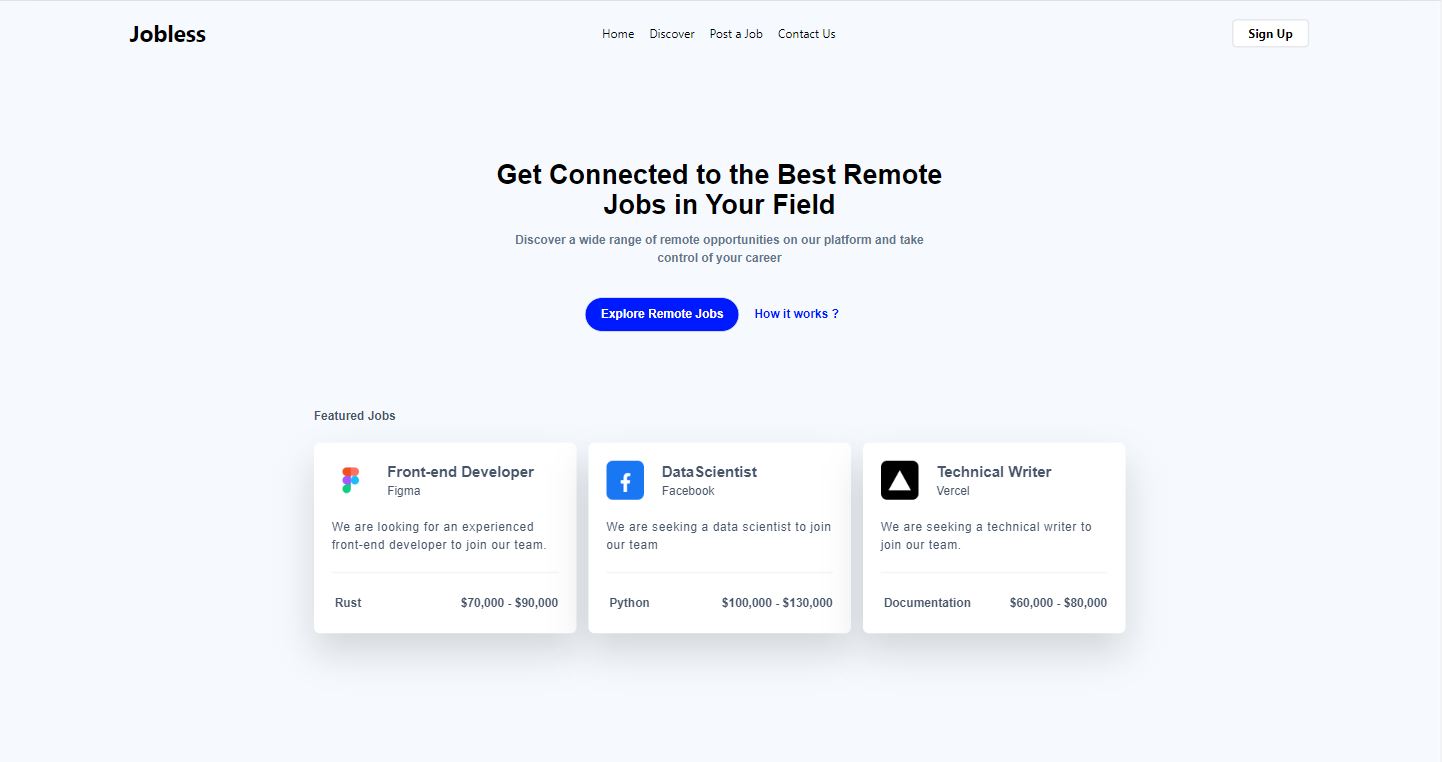 Jobless
Home Discover Post a Job Contact Us
Sign Up
Get Connected to the Best Remote
Jobs in Your Field
Discover a wide range of remote opportunities on our platform and take
control of your career
Explore Remote Jobs
How it works ?
Featured Jobs
Front-end Developer
Figma
We are looking for an experienced
front-end developer to join our team.
Rust
$70,000 - $90,000
DataScientist
Facebook
We are seeking a data scientist to join
our team
Python
$100,000 - $130,000
Technical Writer
Vercel
We are seeking a technical writer to
join our team.
Documentation
$60,000 - $80,000